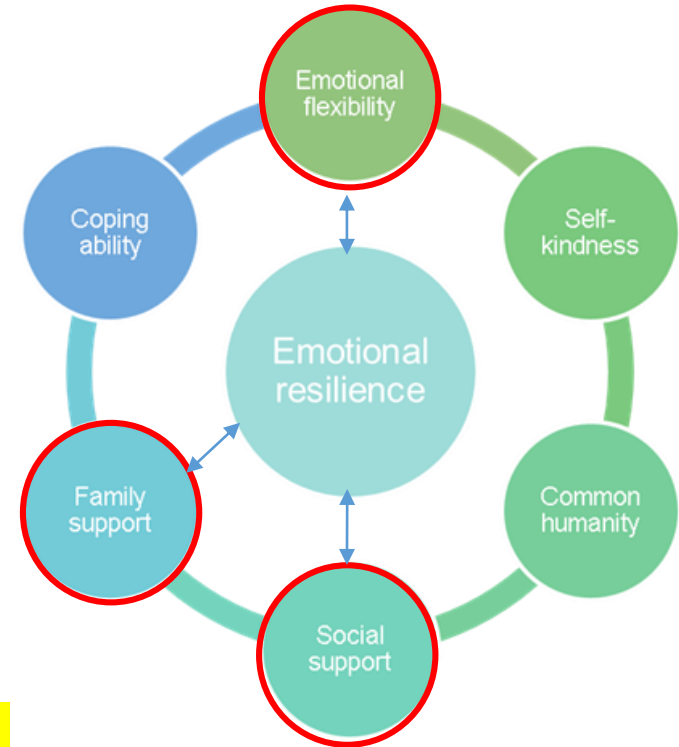 Emotional
flexibility
Coping
ability
Self-
kindness
Emotional
resilience
Family
support
Common
humanity
Social
support